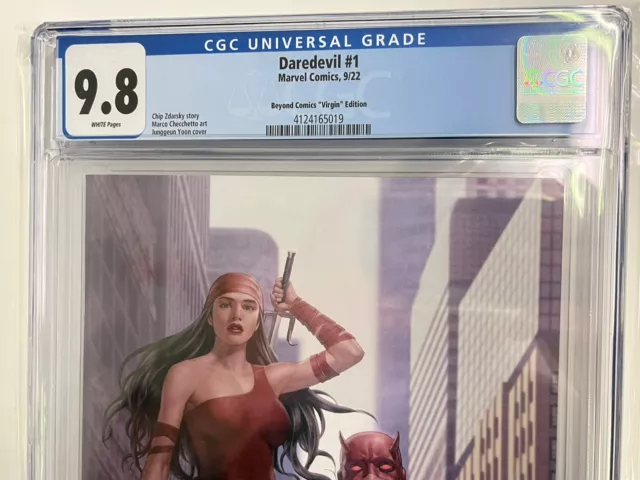 CGC UNIVERSAL GRADE
9.8
WHITE Pages
Daredevil #1
Marvel Comics, 9/22
Beyond Comics "Virgin" Edition
Chip Zdarsky story
Marco Checchetto art
Junggeun Yoon cover
4124165019
CGC